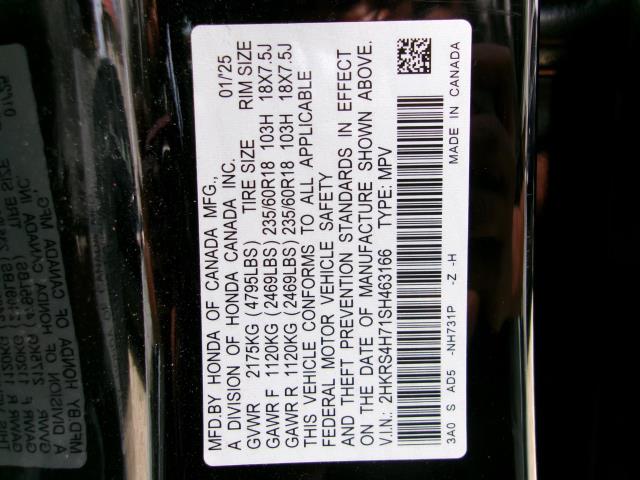 MFD.BY HONDA OF CANADA MFG.,
A DIVISION OF HONDA CANADA INC. 01/25
GVWR 2175KG (4795LBS) TIRE SIZE RIM SIZE
GAWR F 1120KG (2469LBS) 235/60R18 103H 18X7.5J
GAWR R 1120KG (2469LBS) 235/60R18 103H 18X7.5J
THIS VEHICLE CONFORMS TO ALL APPLICABLE
FEDERAL MOTOR VEHICLE SAFETY
AND THEFT PREVENTION STANDARDS IN EFFECT
ON THE DATE OF MANUFACTURE SHOWN ABOVE.
V.I.N.: 2HKRS4H71SH463166 TYPE: MPV
3A0 S AD5 -NH731P -Z -H MADE IN CANADA